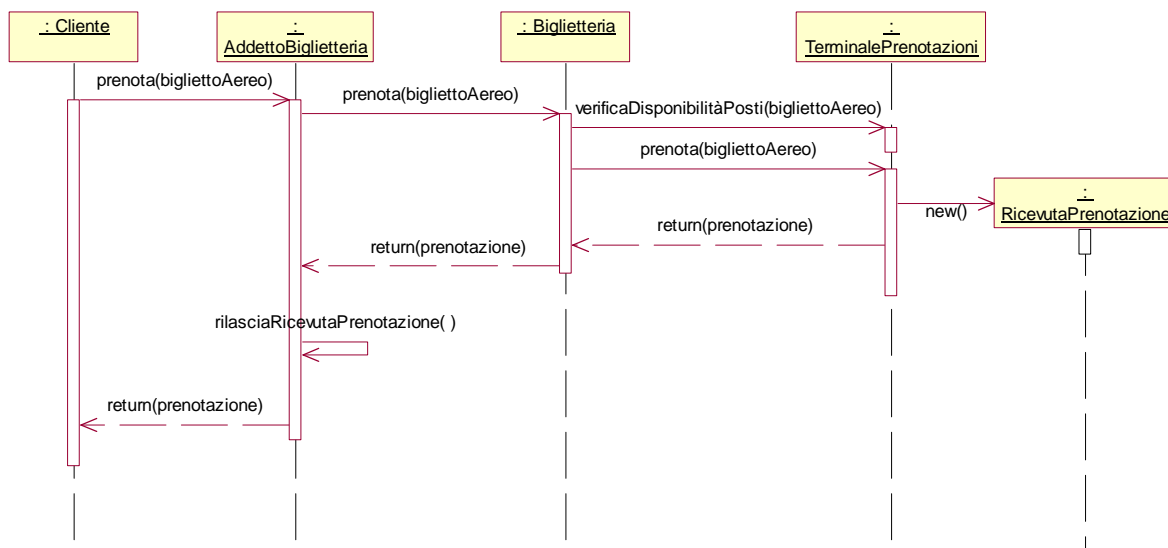 : Cliente
:
AddettoBiglietteria
: Biglietteria
:
TerminalePrenotazioni
prenota(bigliettoAereo)
prenota(bigliettoAereo)
verificaDisponibilitàPosti(bigliettoAereo)
prenota(bigliettoAereo)
:
RicevutaPrenotazione
new()
return(prenotazione)
return(prenotazione)
rilasciaRicevutaPrenotazione( )
return(prenotazione)